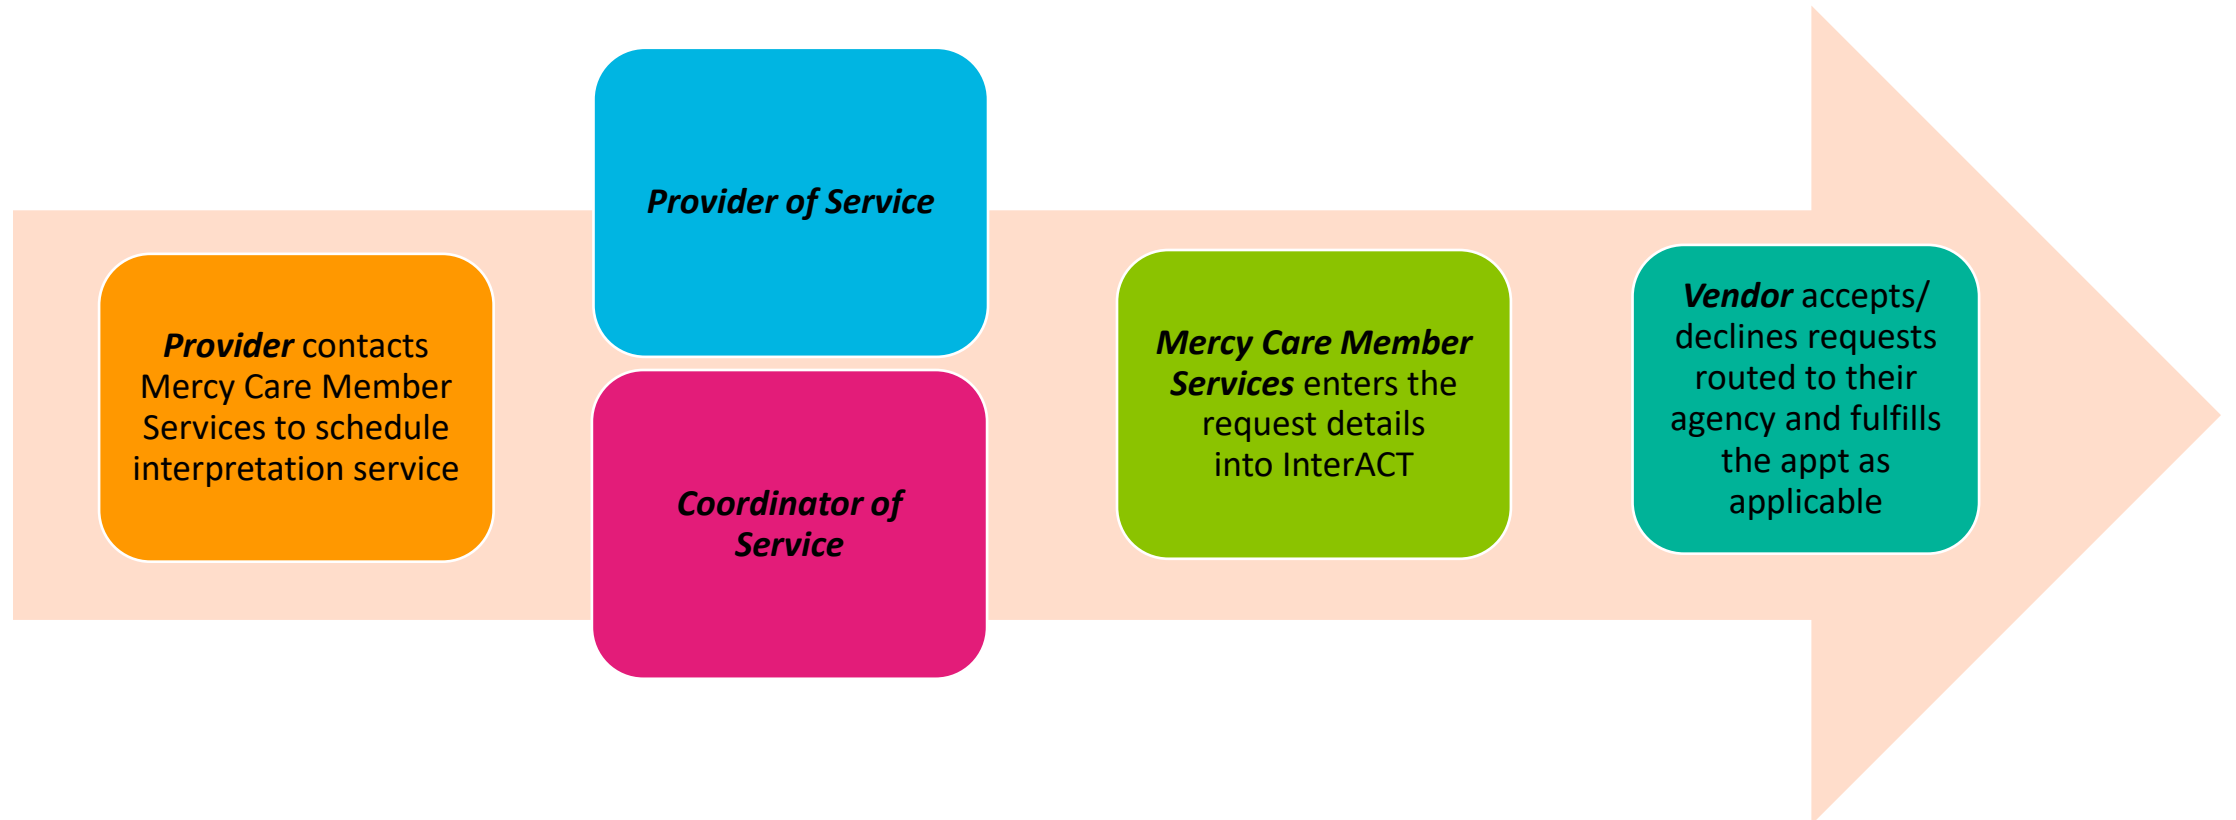 Provider contacts
Mercy Care Member
Services to schedule
interpretation service
Provider of Service
Coordinator of
Service
Mercy Care Member
Services enters the
request details
into InterACT
Vendor accepts/
declines requests
routed to their
agency and fulfills
the appt as
applicable